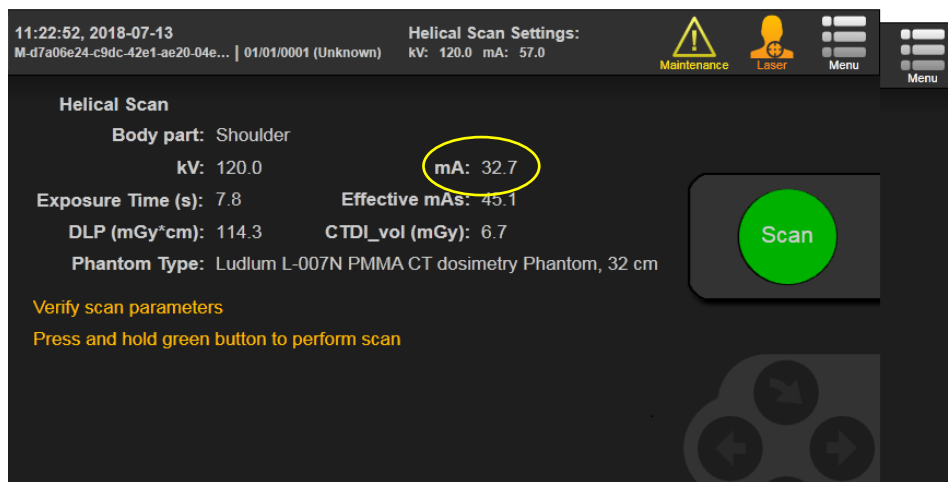 11:22:52, 2018-07-13
M-d7a06e24-c9dc-42e1-ae20-04e... | 01/01/0001 (Unknown)
Helical Scan Settings:
kV: 120.0 mA: 57.0
Maintenance
Laser
Menu
Menu
Helical Scan
Body part: Shoulder
kV: 120.0 mA: 32.7
Exposure Time (s): 7.8 Effective mAs: 45.1
DLP (mGy*cm): 114.3 CTDI_vol (mGy): 6.7
Phantom Type: Ludlum L-007N PMMA CT dosimetry Phantom, 32 cm
Scan
Verify scan parameters
Press and hold green button to perform scan